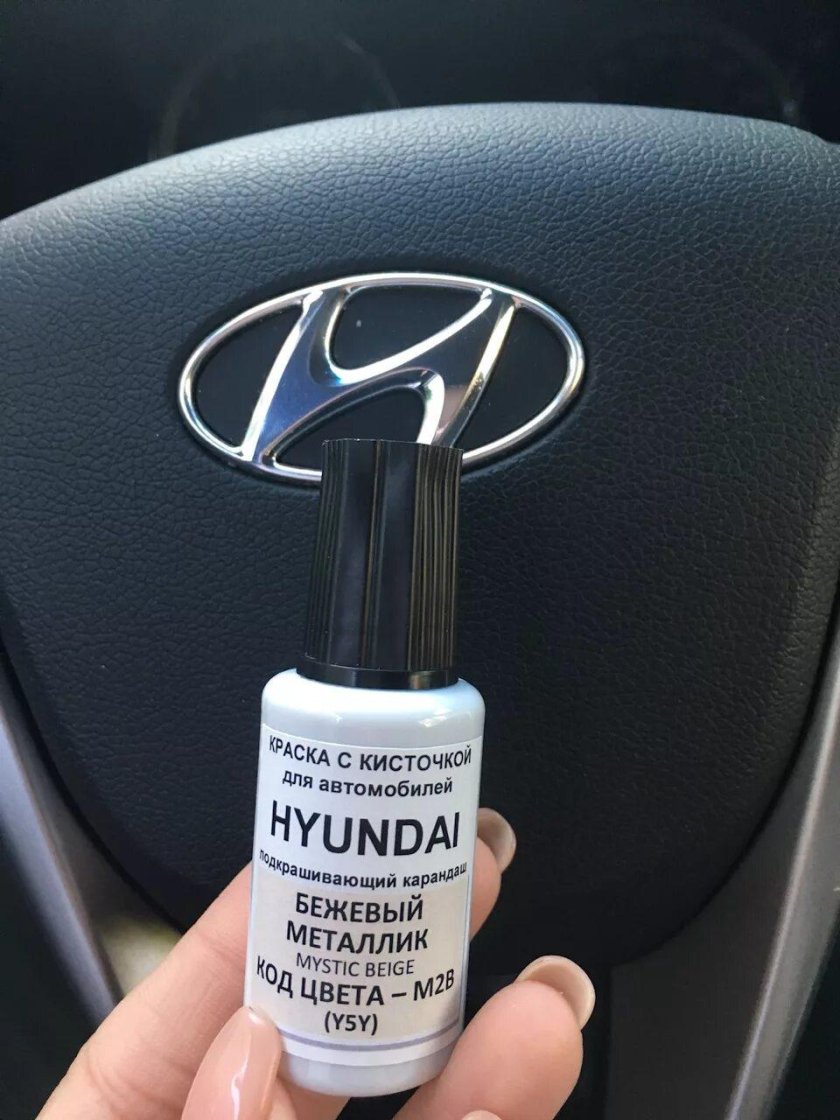 КРАСКА С КИСТОЧКОЙ
для автомобилей
HYUNDAI
подкрашивающий карандаш
БЕЖЕВЫЙ
МЕТАЛЛИК
MYSTIC BEIGE
КОД ЦВЕТА – M2B
(Y5Y)